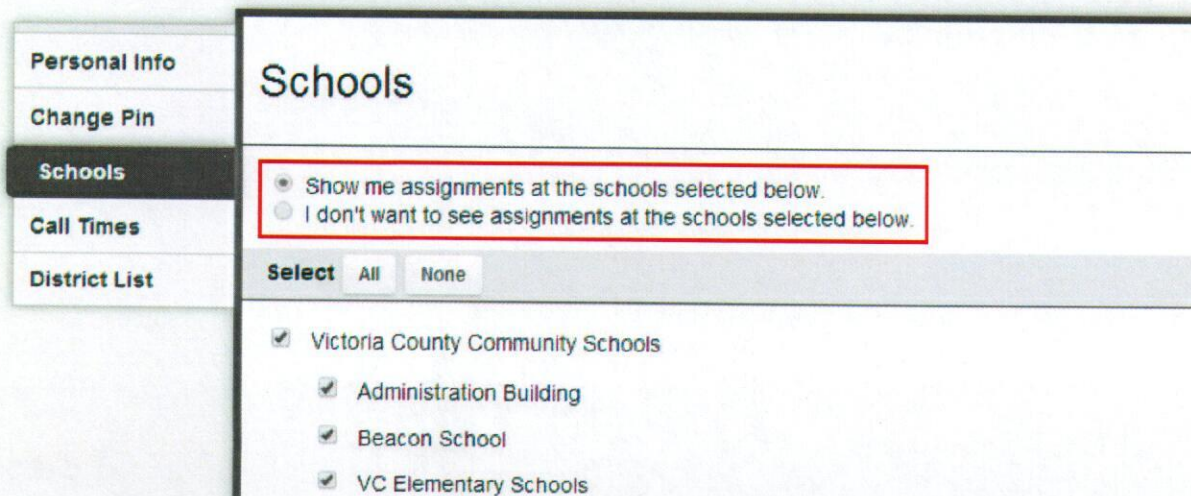 Personal Info
Change Pin
Schools
Call Times
District List
Schools
Show me assignments at the schools selected below.
I don't want to see assignments at the schools selected below.
Select All None
Victoria County Community Schools
Administration Building
Beacon School
VC Elementary Schools